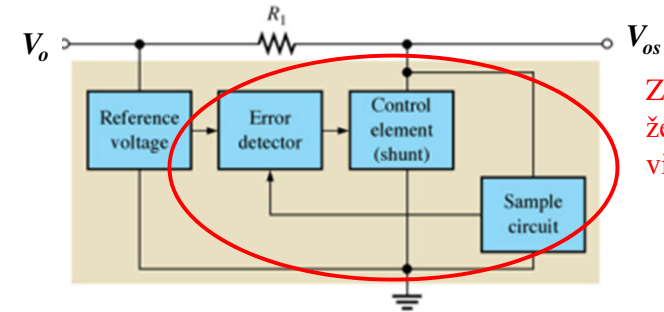 R1
Vo
Vos
Reference
voltage
Error
detector
Control
element
(shunt)
Sample
circuit